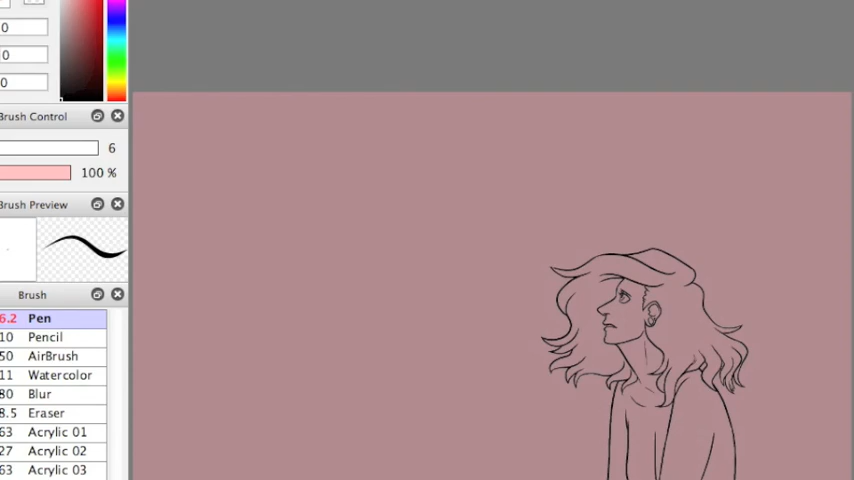 0
0
0
Brush Control
6
100 %
Brush Preview
Brush
6.2 Pen
10 Pencil
50 AirBrush
11 Watercolor
80 Blur
8.5 Eraser
63 Acrylic 01
27 Acrylic 02
63 Acrylic 03